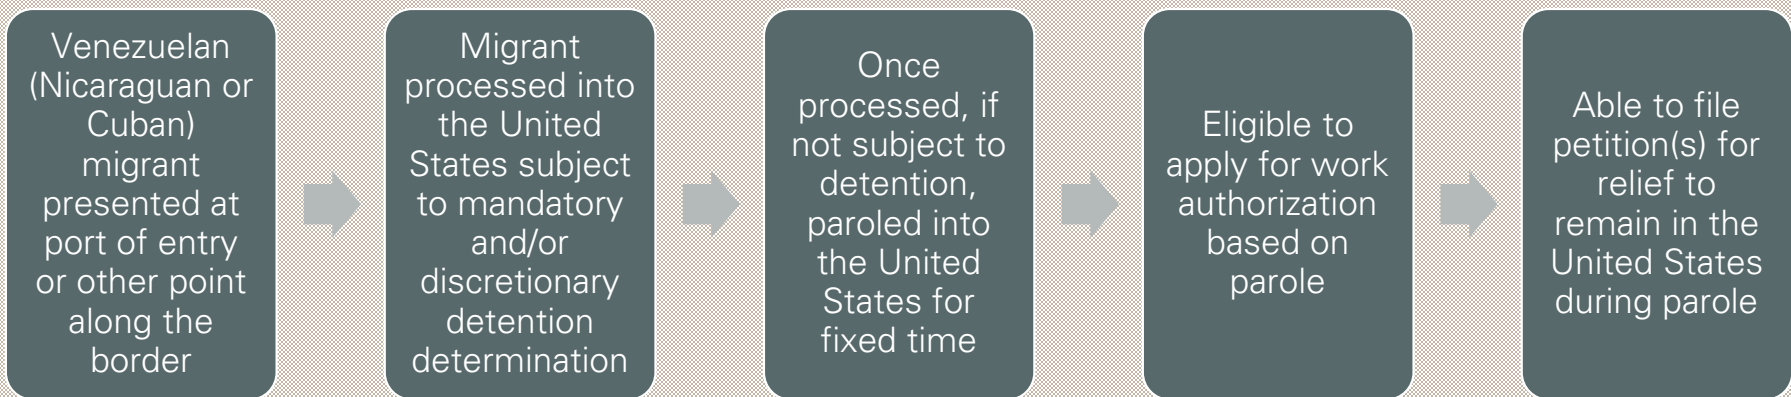 Venezuelan
(Nicaraguan or
Cuban)
migrant
presented at
port of entry
or other point
along the
border
Migrant
processed into
the United
States subject
to mandatory
and/or
discretionary
detention
determination
Once
processed, if
not subject to
detention,
paroled into
the United
States for
fixed time
Eligible to
apply for work
authorization
based on
parole
Able to file
petition(s) for
relief to
remain in the
United States
during parole